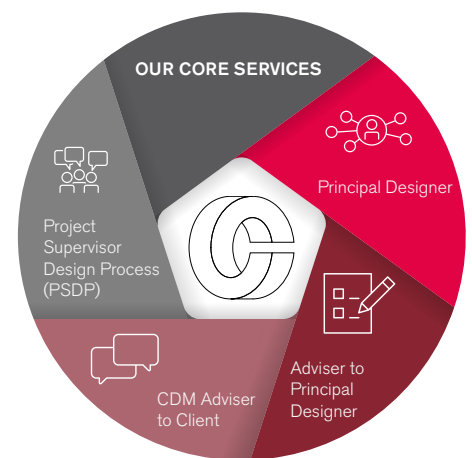 OUR CORE SERVICES
Principal Designer
Adviser to
Principal
Designer
CDM Adviser
to Client
Project
Supervisor
Design Process
(PSDP)